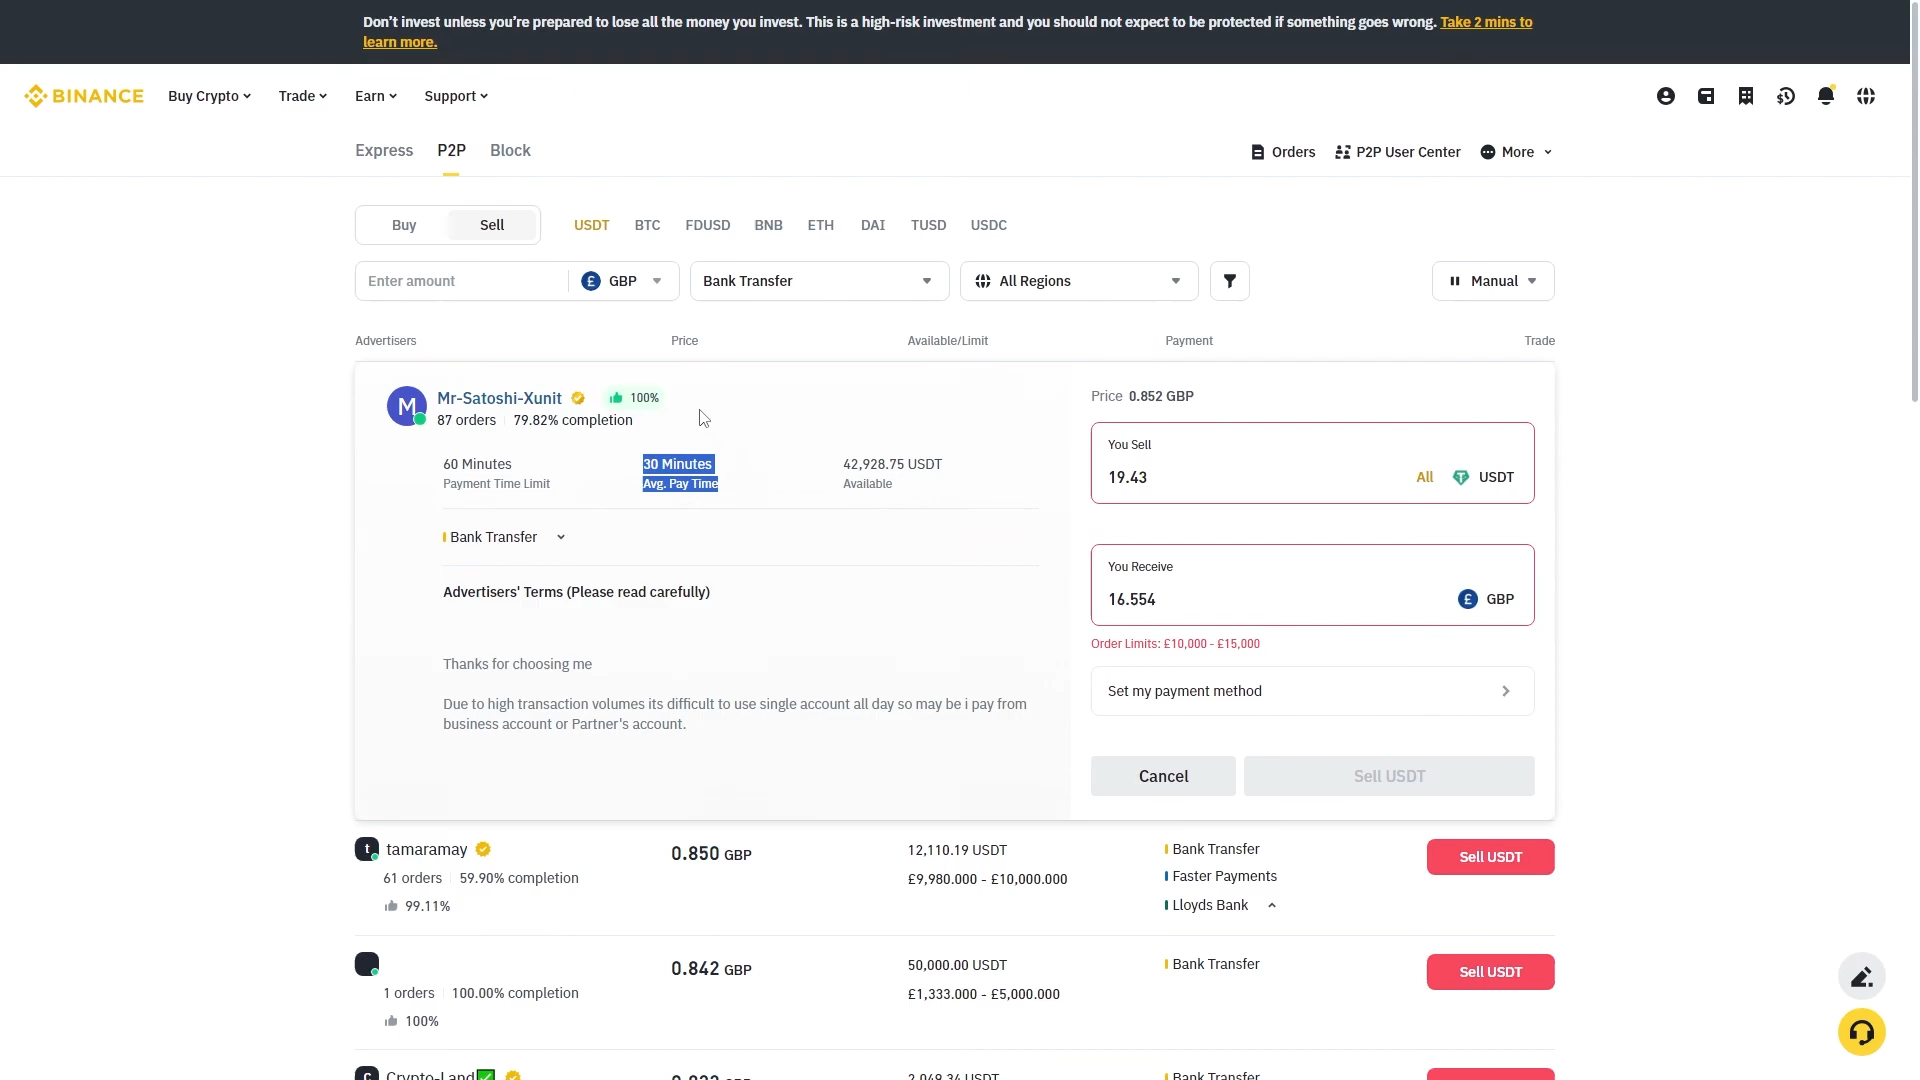 Don't invest unless you're prepared to lose all the money you invest. This is a high-risk investment and you should not expect to be protected if something goes wrong. Take 2 mins to
learn more.
BINANCE
Buy Crypto
Trade
Earn
Support
Express
P2P
Block
Orders
P2P User Center
More
Buy
Sell
USDT
BTC
FDUSD
BNB
ETH
DAI
TUSD
USDC
Enter amount
£ GBP
Bank Transfer
All Regions
Manual
Advertisers
Price
Available/Limit
Payment
Trade
M
Mr-Satoshi-Xunit
100%
87 orders
79.82% completion
60 Minutes
Payment Time Limit
30 Minutes
Avg. Pay Time
42,928.75 USDT
Available
Bank Transfer
Advertisers' Terms (Please read carefully)
Thanks for choosing me
Due to high transaction volumes its difficult to use single account all day so may be i pay from
business account or Partner's account.
Price 0.852 GBP
You Sell
19.43
All
USDT
You Receive
16.554
£ GBP
Order Limits: £10,000 - £15,000
Set my payment method
Cancel
Sell USDT
t
tamaramay
61 orders
59.90% completion
99.11%
0.850 GBP
12,110.19 USDT
£9,980.000 - £10,000.000
Bank Transfer
Faster Payments
Lloyds Bank
Sell USDT
1 orders
100.00% completion
100%
0.842 GBP
50,000.00 USDT
£1,333.000 - £5,000.000
Bank Transfer
Sell USDT
Crypto-Land
Bank Transfer